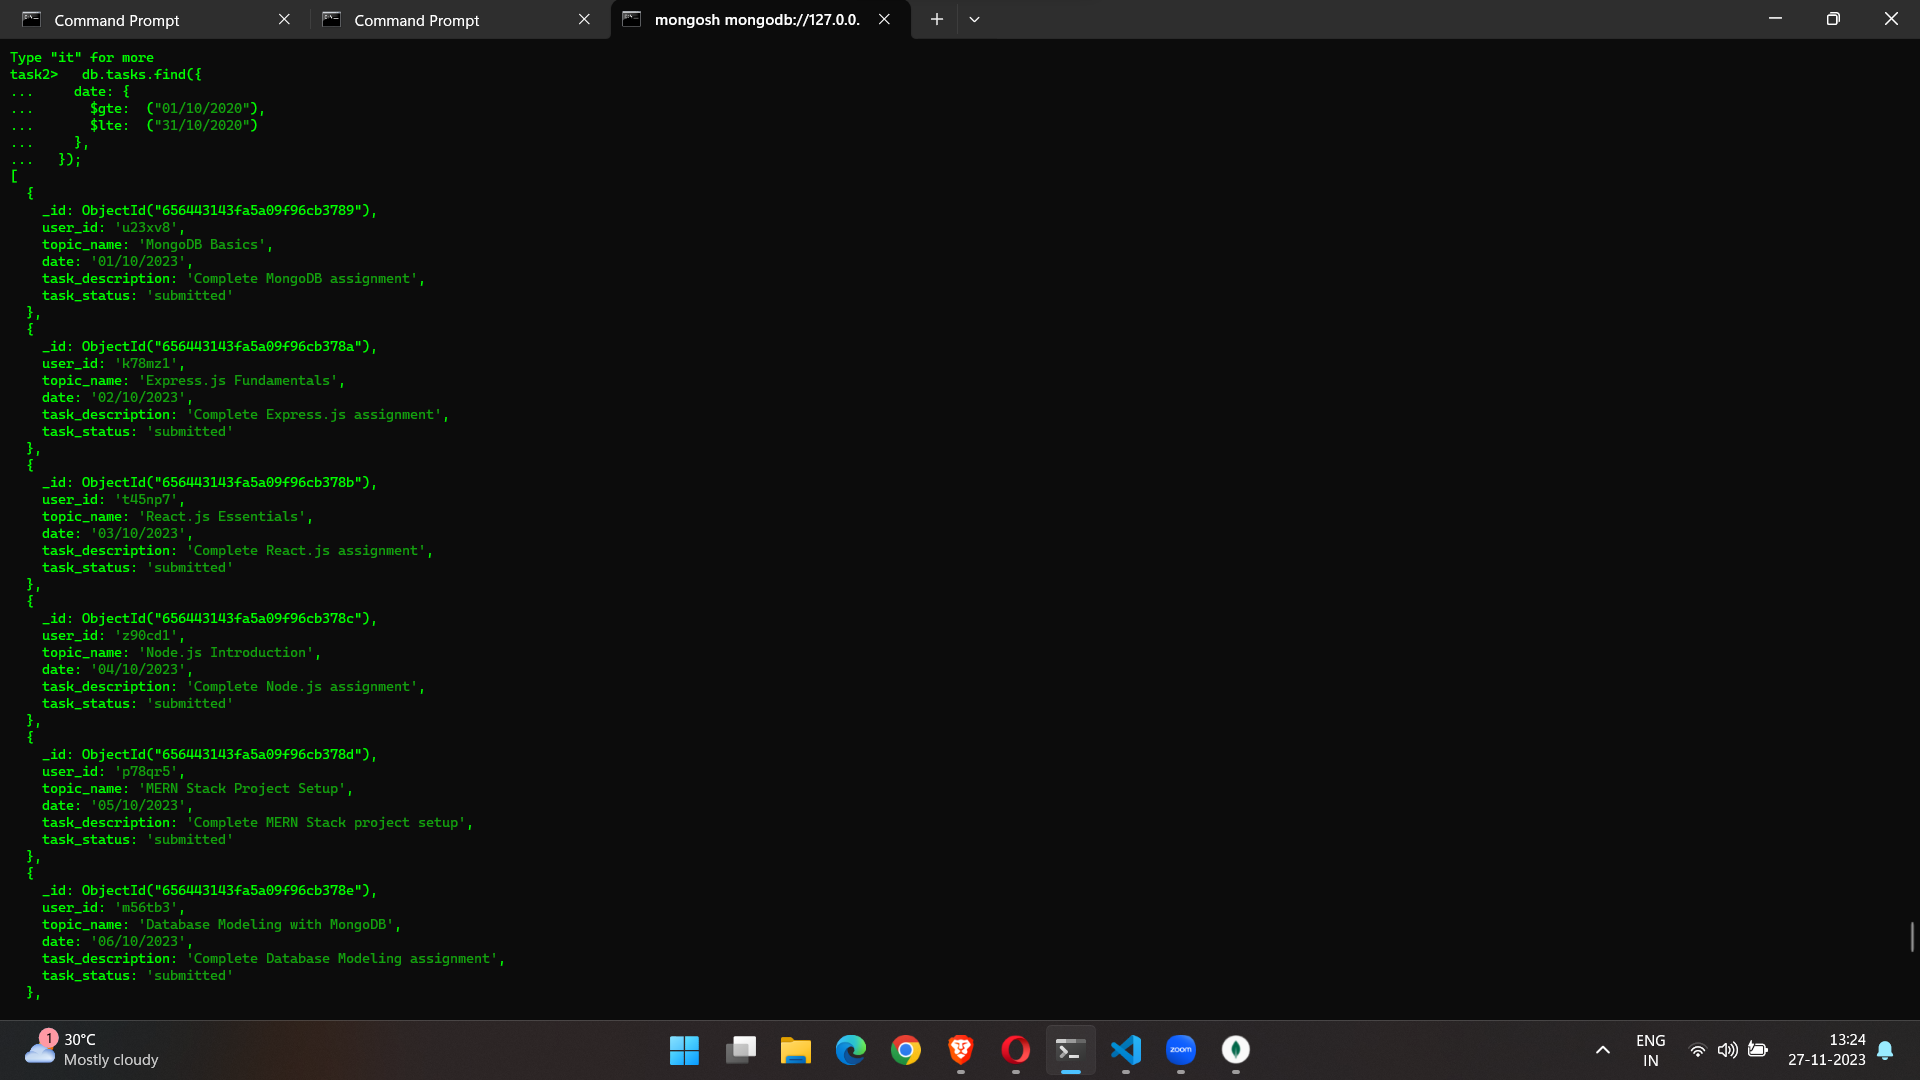 Command Prompt
Command Prompt
mongosh mongodb://127.0.0.
Type "it" for more
task2>   db.tasks.find({
...     date: {
...       $gte:  ("01/10/2020"),
...       $lte:  ("31/10/2020")
...     },
...   });
[
  {
    _id: ObjectId("656443143fa5a09f96cb3789"),
    user_id: 'u23xv8',
    topic_name: 'MongoDB Basics',
    date: '01/10/2023',
    task_description: 'Complete MongoDB assignment',
    task_status: 'submitted'
  },
  {
    _id: ObjectId("656443143fa5a09f96cb378a"),
    user_id: 'k78mz1',
    topic_name: 'Express.js Fundamentals',
    date: '02/10/2023',
    task_description: 'Complete Express.js assignment',
    task_status: 'submitted'
  },
  {
    _id: ObjectId("656443143fa5a09f96cb378b"),
    user_id: 't45np7',
    topic_name: 'React.js Essentials',
    date: '03/10/2023',
    task_description: 'Complete React.js assignment',
    task_status: 'submitted'
  },
  {
    _id: ObjectId("656443143fa5a09f96cb378c"),
    user_id: 'z90cd1',
    topic_name: 'Node.js Introduction',
    date: '04/10/2023',
    task_description: 'Complete Node.js assignment',
    task_status: 'submitted'
  },
  {
    _id: ObjectId("656443143fa5a09f96cb378d"),
    user_id: 'p78qr5',
    topic_name: 'MERN Stack Project Setup',
    date: '05/10/2023',
    task_description: 'Complete MERN Stack project setup',
    task_status: 'submitted'
  },
  {
    _id: ObjectId("656443143fa5a09f96cb378e"),
    user_id: 'm56tb3',
    topic_name: 'Database Modeling with MongoDB',
    date: '06/10/2023',
    task_description: 'Complete Database Modeling assignment',
    task_status: 'submitted'
  },
1
30°C
Mostly cloudy
zoom
ENG
IN
13:24
27-11-2023